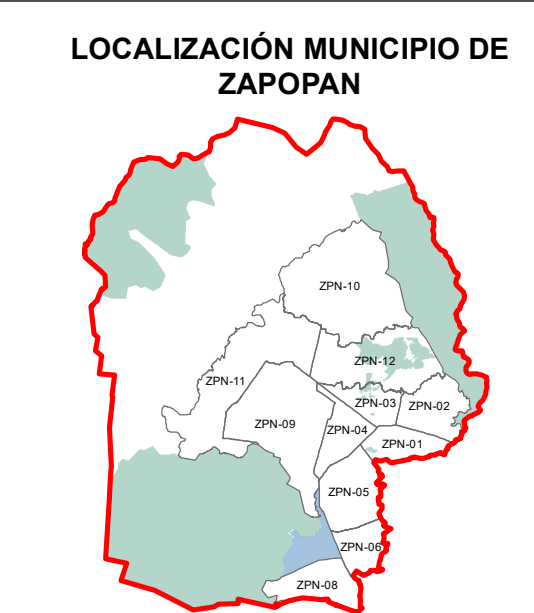 LOCALIZACIÓN MUNICIPIO DE
ZAPOPAN
ZPN-10
ZPN-12
ZPN-11
ZPN-03
ZPN-02
ZPN-09
ZPN-04
ZPN-01
ZPN-05
ZPN-06
ZPN-08